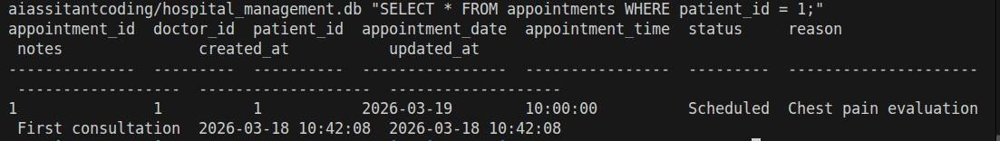 aiassitantcoding/hospital_management.db "SELECT * FROM appointments WHERE patient_id = 1;"
appointment_id  doctor_id  patient_id  appointment_date  appointment_time  status     reason
 notes               created_at           updated_at
--------------  ---------  ----------  ----------------  ----------------  ---------  ---------------------
 ------------------  -------------------  -------------------
1               1          1           2026-03-19        10:00:00          Scheduled  Chest pain evaluation
 First consultation  2026-03-18 10:42:08  2026-03-18 10:42:08